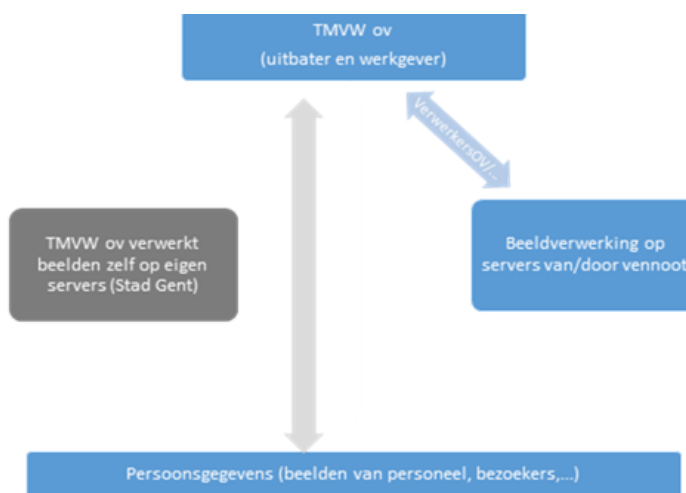 TMVW ov
(uitbater en werkgever)
VerwerkersOV/...
TMVW ov verwerkt
beelden zelf op eigen
servers (Stad Gent)
Beeldverwerking op
servers van/door vennoot
Persoonsgegevens (beelden van personeel, bezoekers,...)